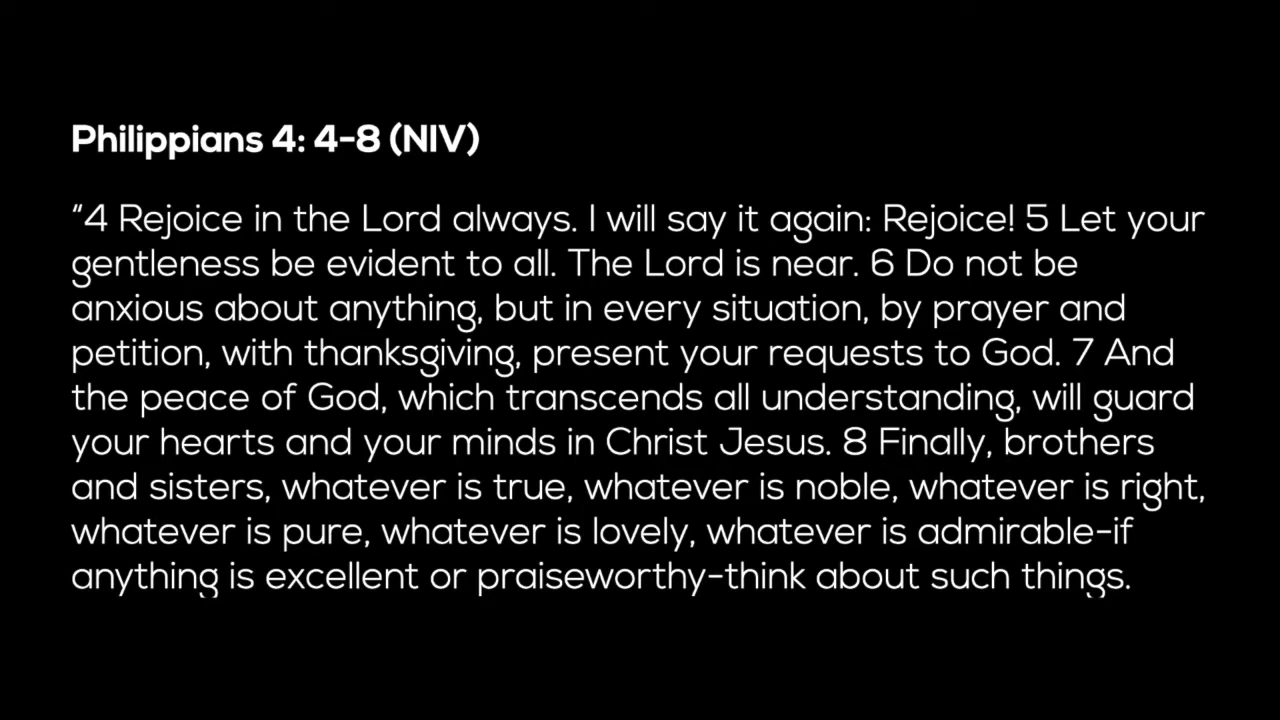 Philippians 4: 4-8 (NIV)
“4 Rejoice in the Lord always. I will say it again: Rejoice! 5 Let your
gentleness be evident to all. The Lord is near. 6 Do not be
anxious about anything, but in every situation, by prayer and
petition, with thanksgiving, present your requests to God. 7 And
the peace of God, which transcends all understanding, will guard
your hearts and your minds in Christ Jesus. 8 Finally, brothers
and sisters, whatever is true, whatever is noble, whatever is right,
whatever is pure, whatever is lovely, whatever is admirable-if
anything is excellent or praiseworthy-think about such things.